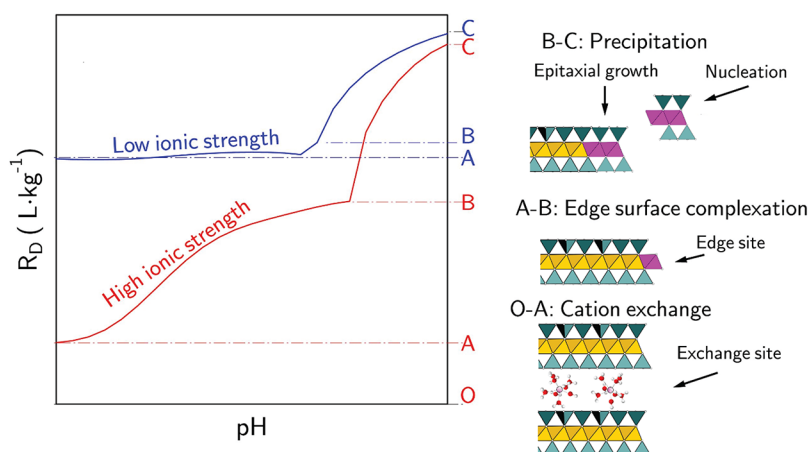 C
C
B
A
B
A
O
Low ionic strength
High ionic strength
R_D ( L·kg⁻¹)
pH
B-C: Precipitation
Epitaxial growth
Nucleation
A-B: Edge surface complexation
Edge site
O-A: Cation exchange
Exchange site